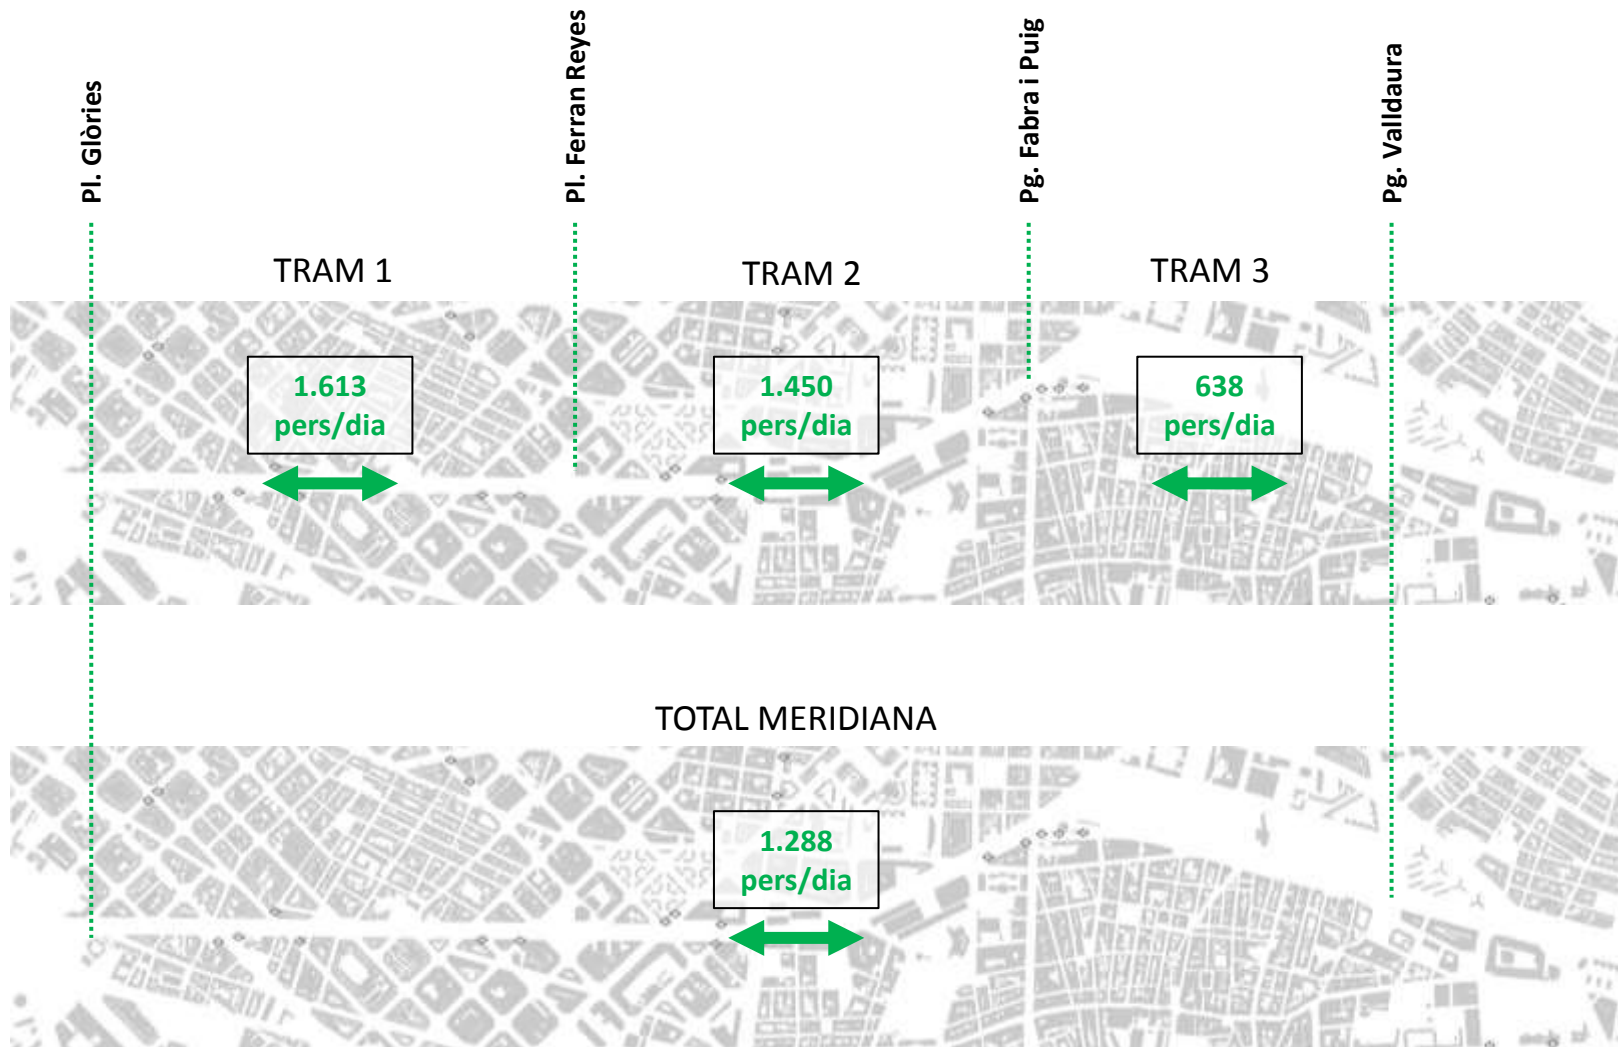 Pl. Glòries
Pl. Ferran Reyes
Pg. Fabra i Puig
Pg. Valldaura
TRAM 1
TRAM 2
TRAM 3
1.613
pers/dia
1.450
pers/dia
638
pers/dia
TOTAL MERIDIANA
1.288
pers/dia